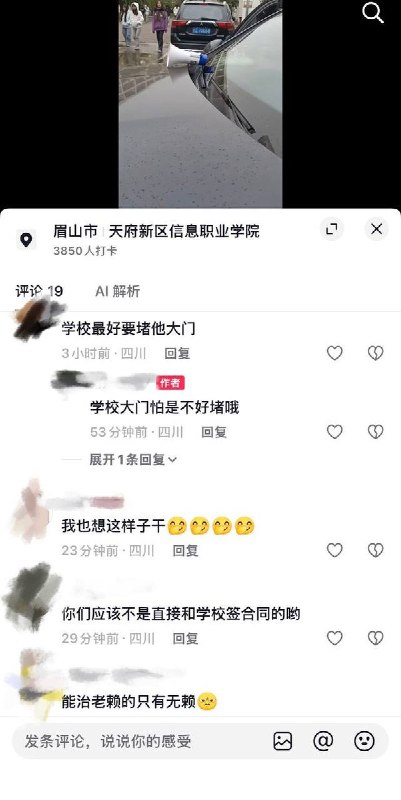 眉山市 | 天府新区信息职业学院
3850人打卡
评论 19 AI 解析
学校最好要堵他大门
3小时前 · 四川 回复
作者
学校大门怕是不好堵哦
53分钟前 · 四川 回复
展开1条回复
我也想这样子干🤭🤭🤭🤭
23分钟前 · 四川 回复
你们应该不是直接和学校签合同的哟
29分钟前 · 四川 回复
能治老赖的只有无赖
发条评论，说说你的感受